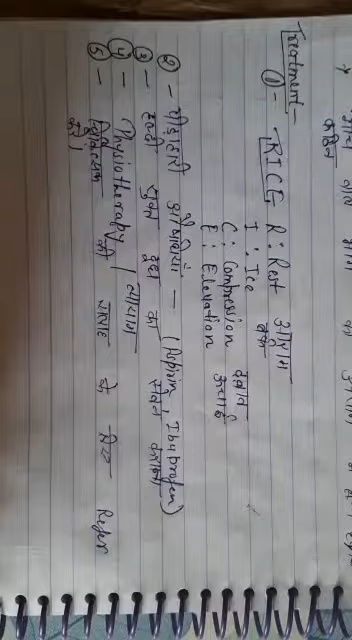 Treatment -
① - RICE R : Rest आराम
I : Ice बर्फ
C : Compression दबाव
E : Elevation ऊंचाई
② - पीड़ाहारी औषधियां - (Aspirin, Ibuprofen)
③ - हल्दी युक्त दूध का सेवन कराना
④ - Physiotherapy / व्यायाम
⑤ - चिकित्सक की सलाह के लिए Refer
करें।